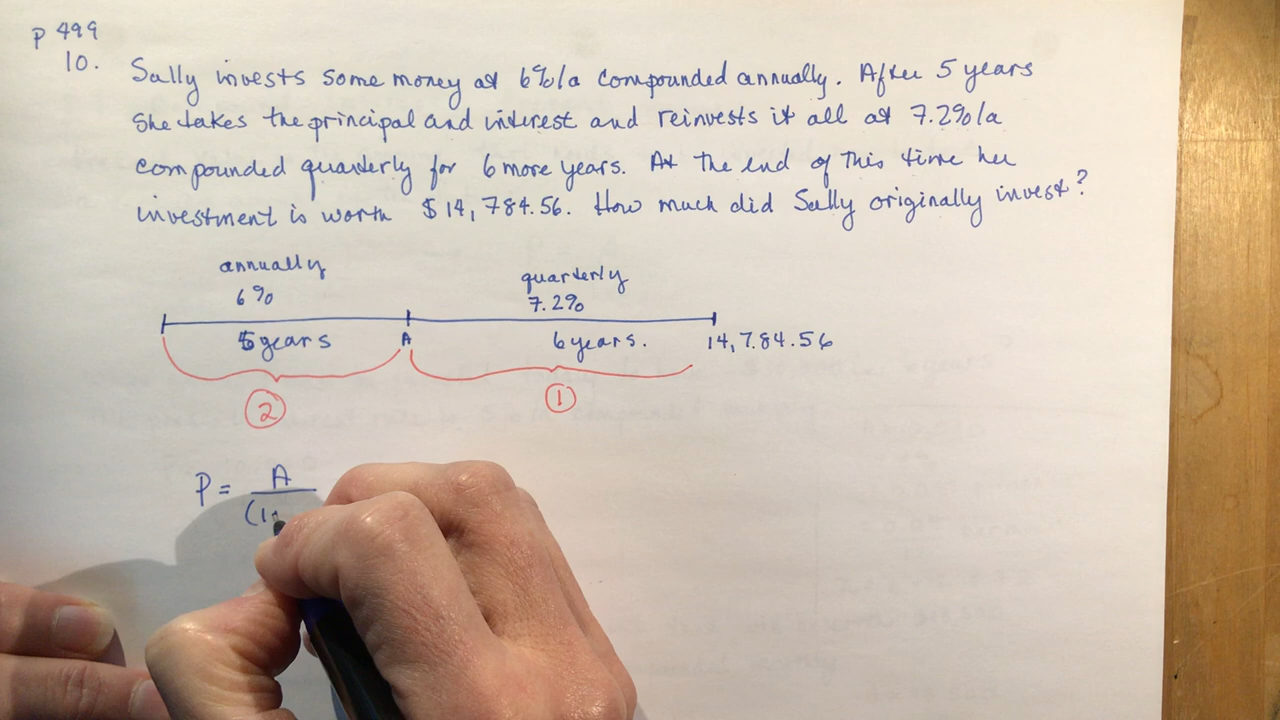 p 499
10. Sally invests some money at 6%/a compounded annually. After 5 years
She takes the principal and interest and reinvests it all at 7.2%/a
compounded quarterly for 6 more years. At the end of this time her
investment is worth $14,784.56. How much did Sally originally invest?
annually quarterly
6% 7.2%
5 years A 6 years. 14,784.56
2 1
P = A
(1